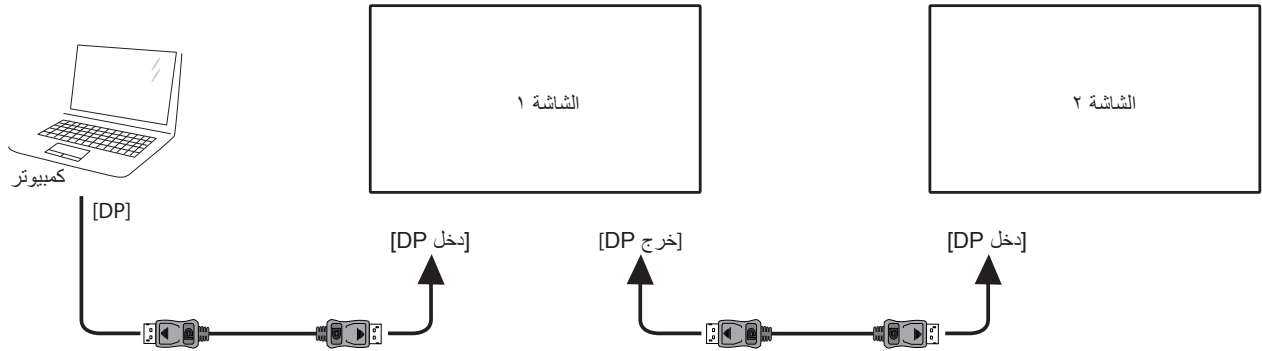 الشاشة ١
الشاشة ٢
كمبيوتر
[DP]
[دخل DP]
[خرج DP]
[دخل DP]